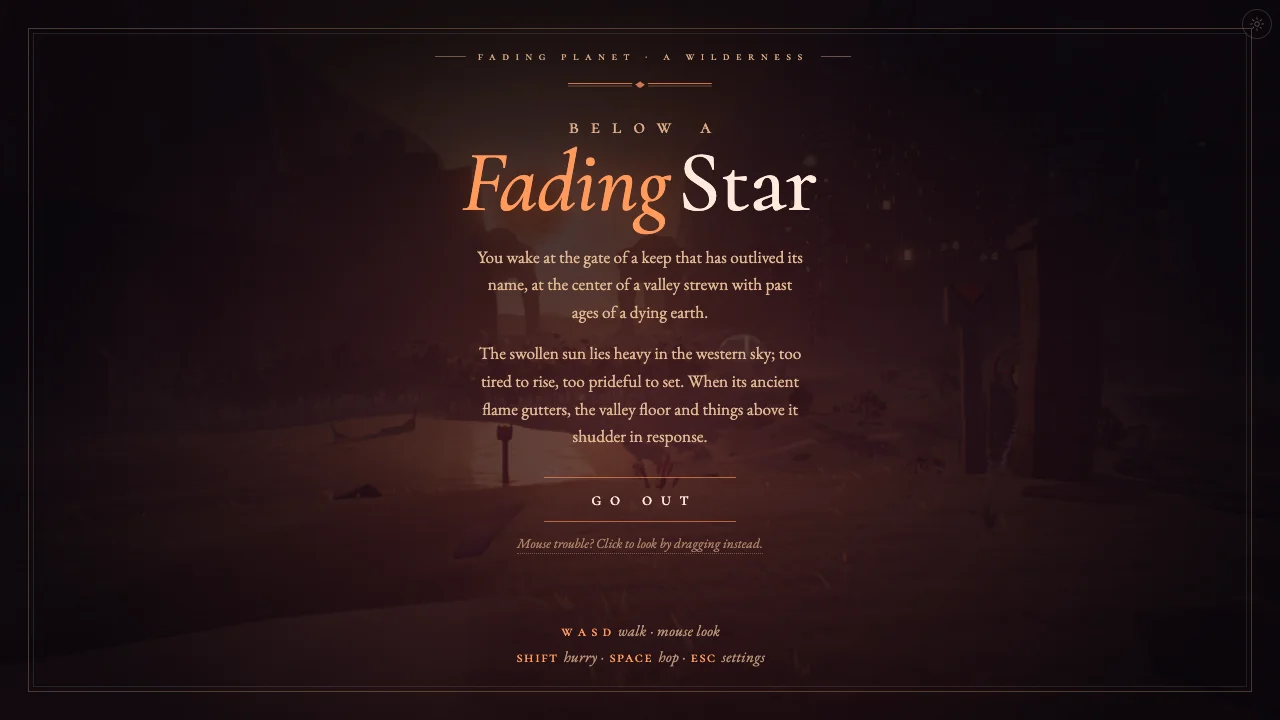 FADING PLANET · A WILDERNESS
BELOW A
Fading Star
You wake at the gate of a keep that has outlived its
name, at the center of a valley strewn with past
ages of a dying earth.
The swollen sun lies heavy in the western sky; too
tired to rise, too prideful to set. When its ancient
flame gutters, the valley floor and things above it
shudder in response.
GO OUT
Mouse trouble? Click to look by dragging instead.
WASD walk · mouse look
SHIFT hurry · SPACE hop · ESC settings